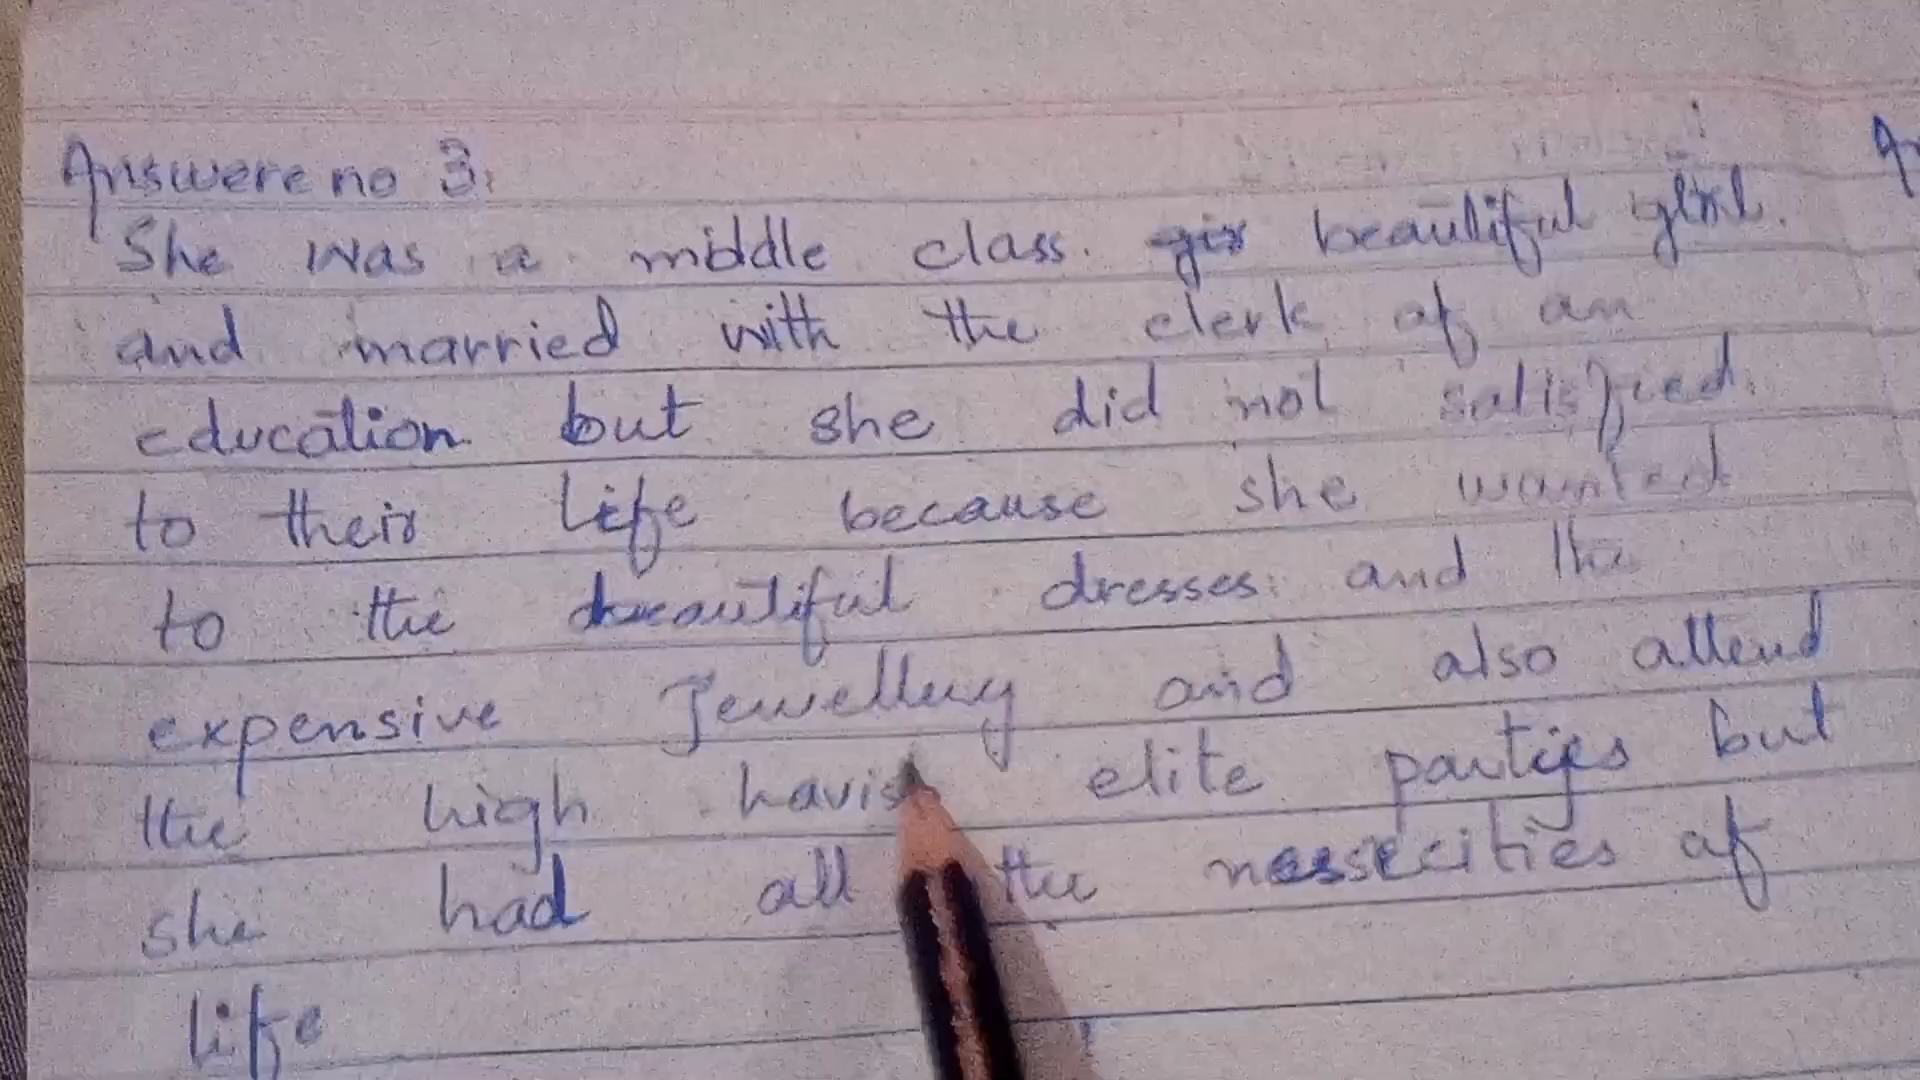 Answere no 3:
She was a middle class. beautiful girl.
and married with the clerk of an
education but she did not satisfied.
to their life because she wanted
to the beautiful dresses and the
expensive Jewellery and also attend
the high elite parties but
she had all the nessecities of
life